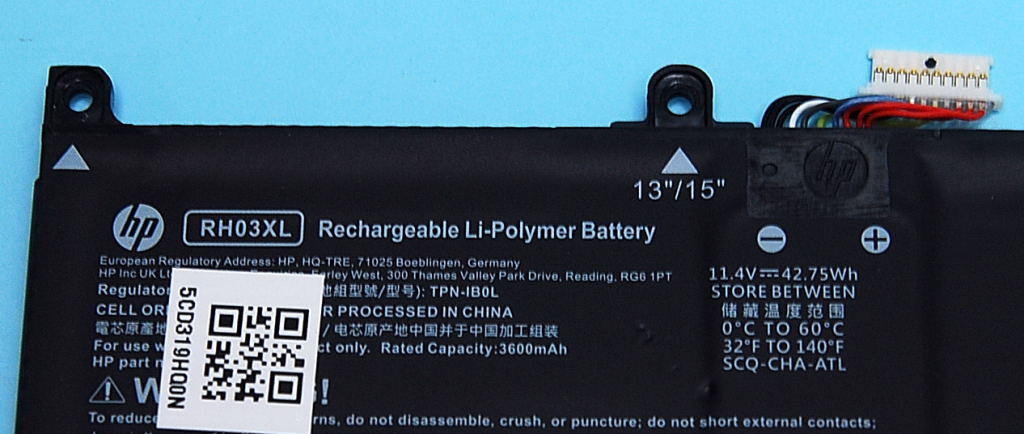 13"/15"
hp
hp RH03XL Rechargeable Li-Polymer Battery
European Regulatory Address: HP, HQ-TRE, 71025 Boeblingen, Germany
HP Inc UK Earley West, 300 Thames Valley Park Drive, Reading, RG6 1PT
Regulator 地組型號/型号): TPN-IB0L
CELL OR R PROCESSED IN CHINA
電芯原產地 / 电芯原产地中国并于中国加工组装
For use w ct only. Rated Capacity:3600mAh
HP part n
5CD319HQ0N
W G!
To reduce rns, do not disassemble, crush, or puncture; do not short external contacts;
− +
11.4V⎓42.75Wh
STORE BETWEEN
储藏温度范围
0°C TO 60°C
32°F TO 140°F
SCQ-CHA-ATL